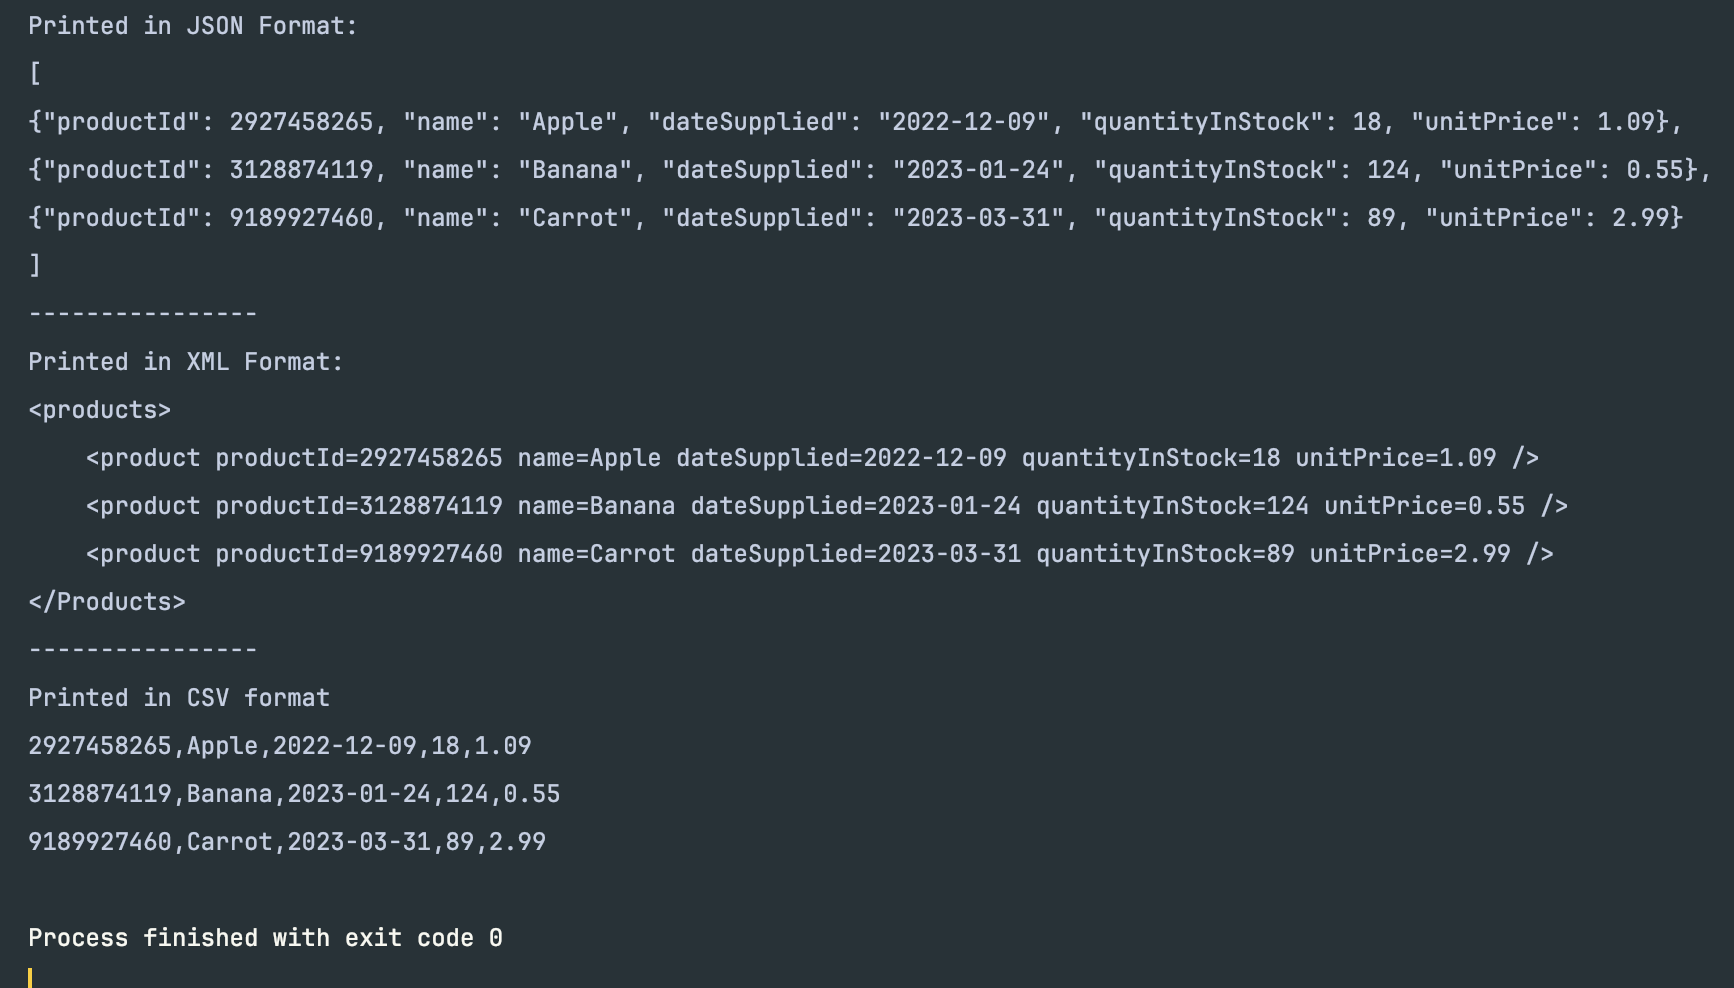 Printed in JSON Format:
[
{"productId": 2927458265, "name": "Apple", "dateSupplied": "2022-12-09", "quantityInStock": 18, "unitPrice": 1.09},
{"productId": 3128874119, "name": "Banana", "dateSupplied": "2023-01-24", "quantityInStock": 124, "unitPrice": 0.55},
{"productId": 9189927460, "name": "Carrot", "dateSupplied": "2023-03-31", "quantityInStock": 89, "unitPrice": 2.99}
]
----------------
Printed in XML Format:
<products>
    <product productId=2927458265 name=Apple dateSupplied=2022-12-09 quantityInStock=18 unitPrice=1.09 />
    <product productId=3128874119 name=Banana dateSupplied=2023-01-24 quantityInStock=124 unitPrice=0.55 />
    <product productId=9189927460 name=Carrot dateSupplied=2023-03-31 quantityInStock=89 unitPrice=2.99 />
</Products>
----------------
Printed in CSV format
2927458265,Apple,2022-12-09,18,1.09
3128874119,Banana,2023-01-24,124,0.55
9189927460,Carrot,2023-03-31,89,2.99
Process finished with exit code 0